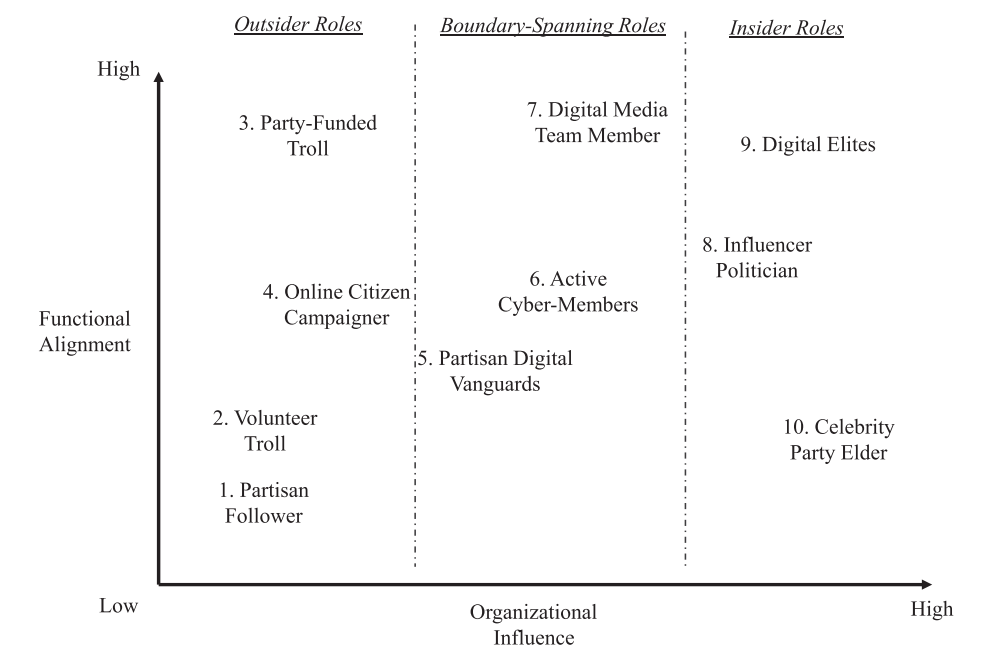 Outsider Roles
Boundary-Spanning Roles
Insider Roles
High
3. Party-Funded
Troll
7. Digital Media
Team Member
9. Digital Elites
8. Influencer
Politician
4. Online Citizen
Campaigner
6. Active
Cyber-Members
Functional
Alignment
5. Partisan Digital
Vanguards
2. Volunteer
Troll
10. Celebrity
Party Elder
1. Partisan
Follower
Low
Organizational
Influence
High